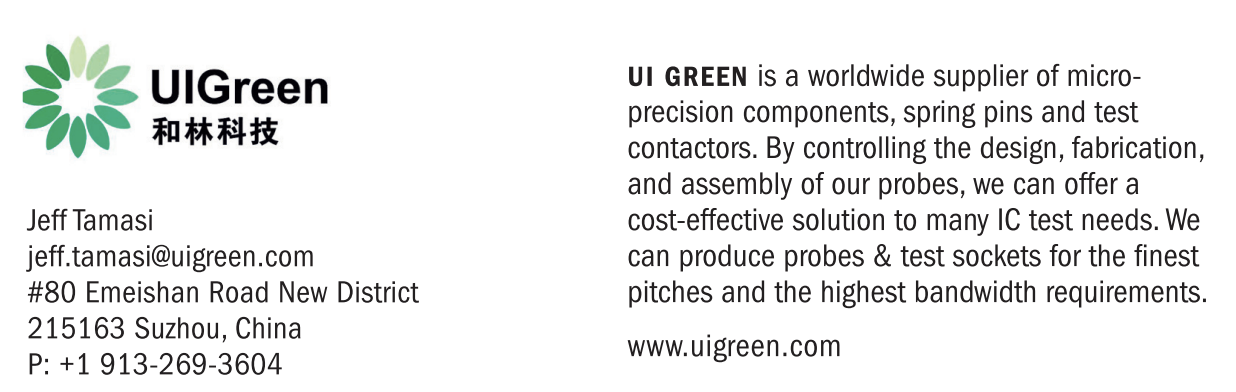 UIGreen
和林科技
Jeff Tamasi
jeff.tamasi@uigreen.com
#80 Emeishan Road New District
215163 Suzhou, China
P: +1 913-269-3604
UI GREEN is a worldwide supplier of micro-
precision components, spring pins and test
contactors. By controlling the design, fabrication,
and assembly of our probes, we can offer a
cost-effective solution to many IC test needs. We
can produce probes & test sockets for the finest
pitches and the highest bandwidth requirements.
www.uigreen.com